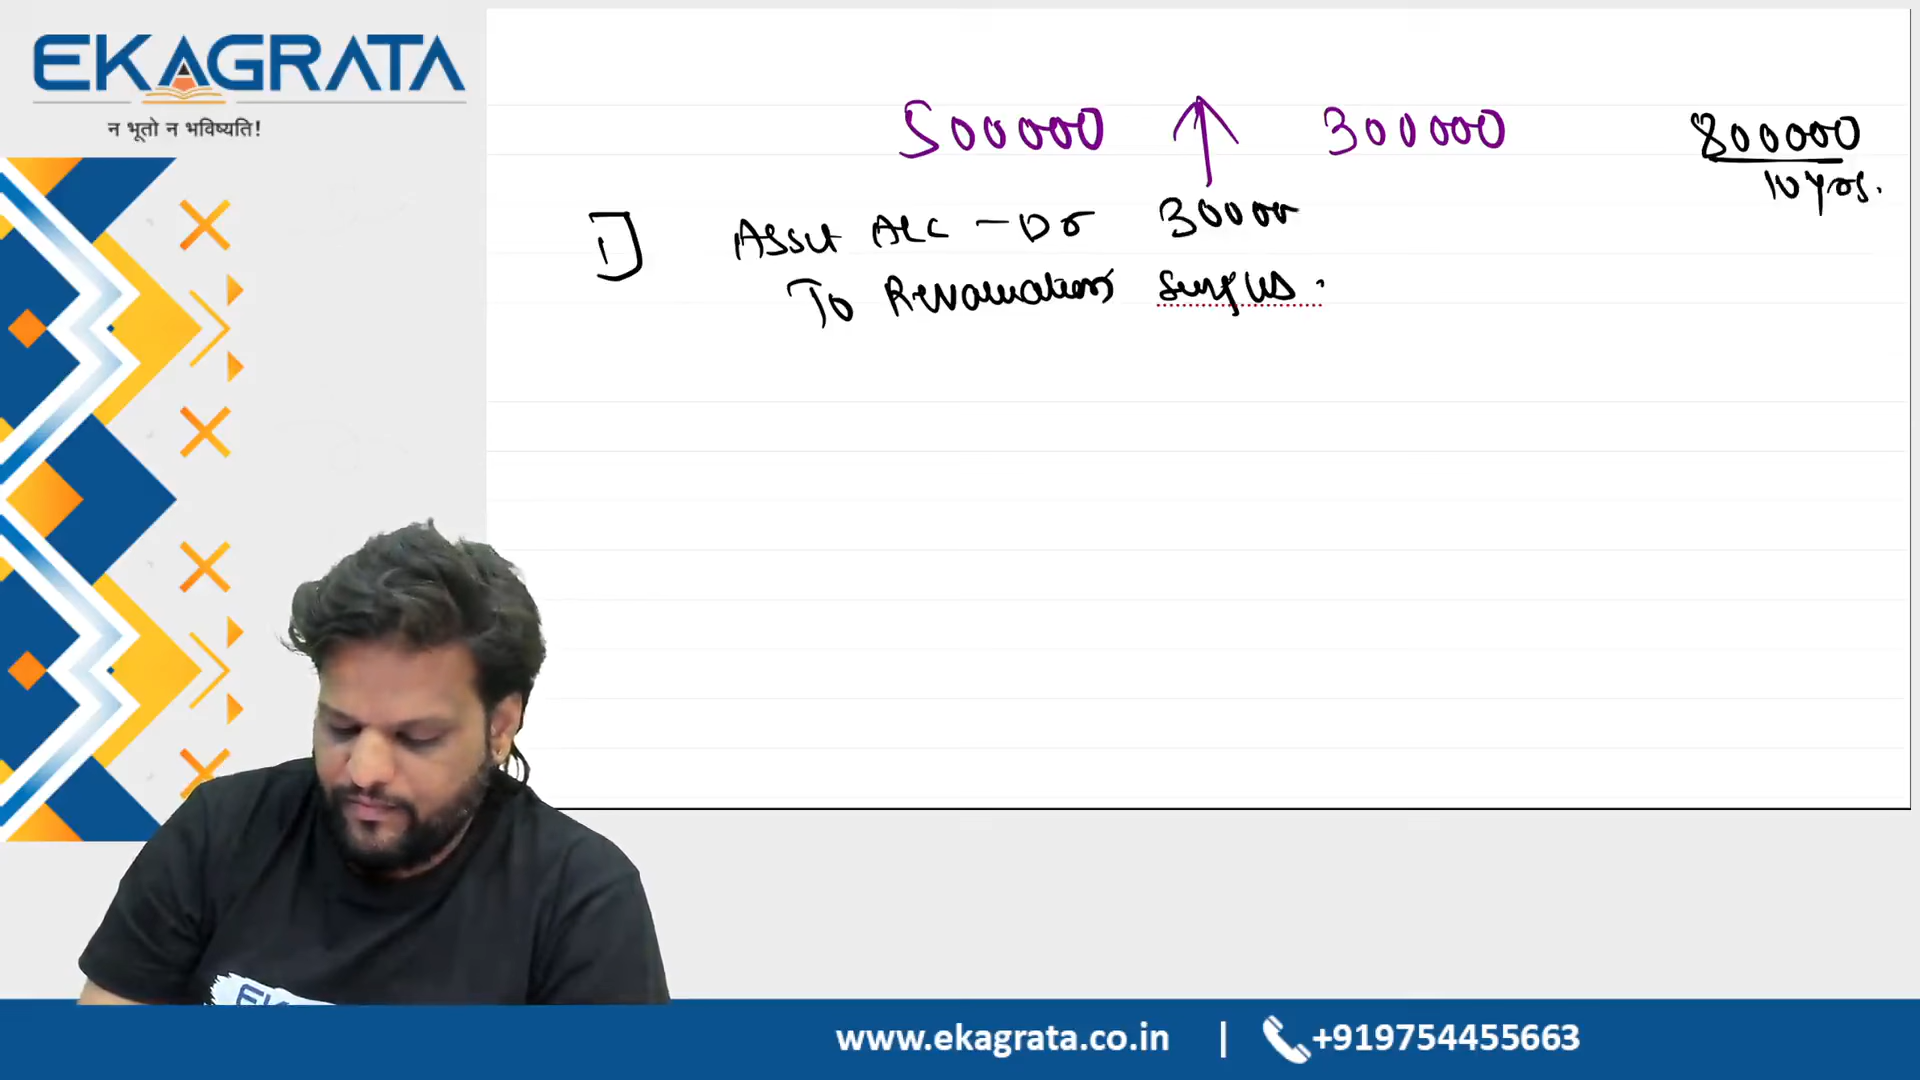 EKAGRATA
न भूतो न भविष्यति!
500000 ↑ 300000
800000
10 yrs.
1] Asset A/c - Dr 30000
To Revaluation Surplus.
www.ekagrata.co.in | +919754455663